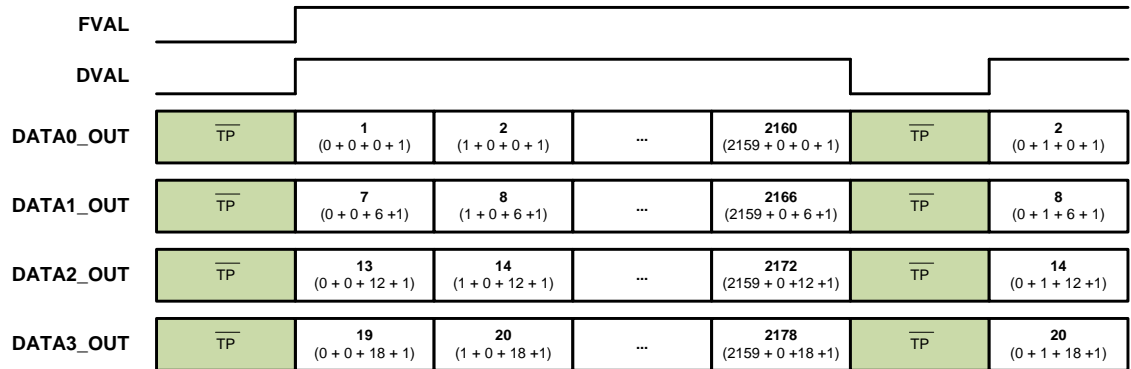 FVAL
DVAL
DATA0_OUT TP 1 2 ... 2160 TP 2
(0 + 0 + 0 + 1) (1 + 0 + 0 + 1) (2159 + 0 + 0 + 1) (0 + 1 + 0 + 1)
DATA1_OUT TP 7 8 ... 2166 TP 8
(0 + 0 + 6 +1) (1 + 0 + 6 +1) (2159 + 0 + 6 +1) (0 + 1 + 6 + 1)
DATA2_OUT TP 13 14 ... 2172 TP 14
(0 + 0 + 12 + 1) (1 + 0 + 12 + 1) (2159 + 0 +12 +1) (0 + 1 + 12 +1)
DATA3_OUT TP 19 20 ... 2178 TP 20
(0 + 0 + 18 + 1) (1 + 0 + 18 +1) (2159 + 0 +18 +1) (0 + 1 + 18 +1)